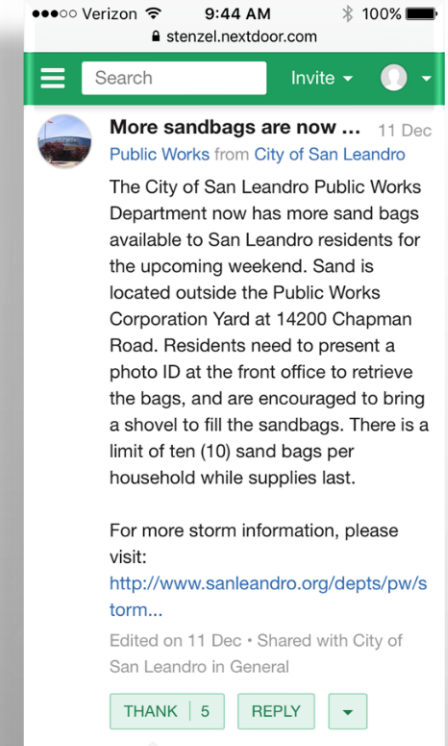 Verizon 9:44 AM 100%
stenzel.nextdoor.com
Search Invite
More sandbags are now ... 11 Dec
Public Works from City of San Leandro
The City of San Leandro Public Works
Department now has more sand bags
available to San Leandro residents for
the upcoming weekend. Sand is
located outside the Public Works
Corporation Yard at 14200 Chapman
Road. Residents need to present a
photo ID at the front office to retrieve
the bags, and are encouraged to bring
a shovel to fill the sandbags. There is a
limit of ten (10) sand bags per
household while supplies last.
For more storm information, please
visit:
http://www.sanleandro.org/depts/pw/s
torm...
Edited on 11 Dec • Shared with City of
San Leandro in General
THANK | 5 REPLY